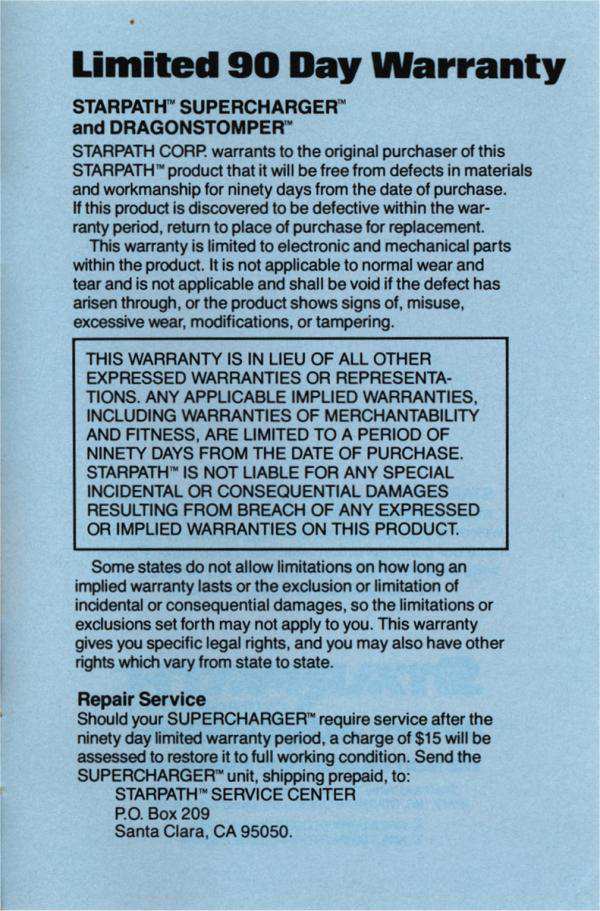 Limited 90 Day Warranty
STARPATH™ SUPERCHARGER™
and DRAGONSTOMPER™
STARPATH CORP. warrants to the original purchaser of this
STARPATH™ product that it will be free from defects in materials
and workmanship for ninety days from the date of purchase.
If this product is discovered to be defective within the war-
ranty period, return to place of purchase for replacement.
This warranty is limited to electronic and mechanical parts
within the product. It is not applicable to normal wear and
tear and is not applicable and shall be void if the defect has
arisen through, or the product shows signs of, misuse,
excessive wear, modifications, or tampering.
THIS WARRANTY IS IN LIEU OF ALL OTHER
EXPRESSED WARRANTIES OR REPRESENTA-
TIONS. ANY APPLICABLE IMPLIED WARRANTIES,
INCLUDING WARRANTIES OF MERCHANTABILITY
AND FITNESS, ARE LIMITED TO A PERIOD OF
NINETY DAYS FROM THE DATE OF PURCHASE.
STARPATH™ IS NOT LIABLE FOR ANY SPECIAL
INCIDENTAL OR CONSEQUENTIAL DAMAGES
RESULTING FROM BREACH OF ANY EXPRESSED
OR IMPLIED WARRANTIES ON THIS PRODUCT.
Some states do not allow limitations on how long an
implied warranty lasts or the exclusion or limitation of
incidental or consequential damages, so the limitations or
exclusions set forth may not apply to you. This warranty
gives you specific legal rights, and you may also have other
rights which vary from state to state.
Repair Service
Should your SUPERCHARGER™ require service after the
ninety day limited warranty period, a charge of $15 will be
assessed to restore it to full working condition. Send the
SUPERCHARGER™ unit, shipping prepaid, to:
STARPATH™ SERVICE CENTER
P.O. Box 209
Santa Clara, CA 95050.